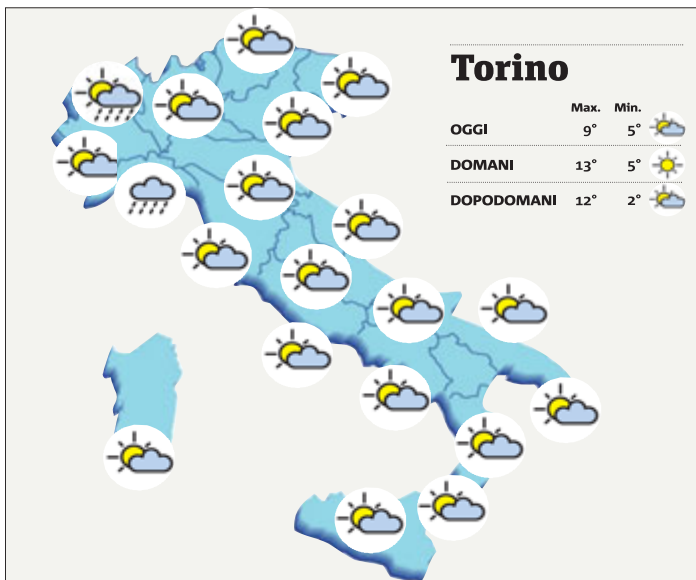 Torino
Max. Min.
OGGI 9° 5°
DOMANI 13° 5°
DOPODOMANI 12° 2°